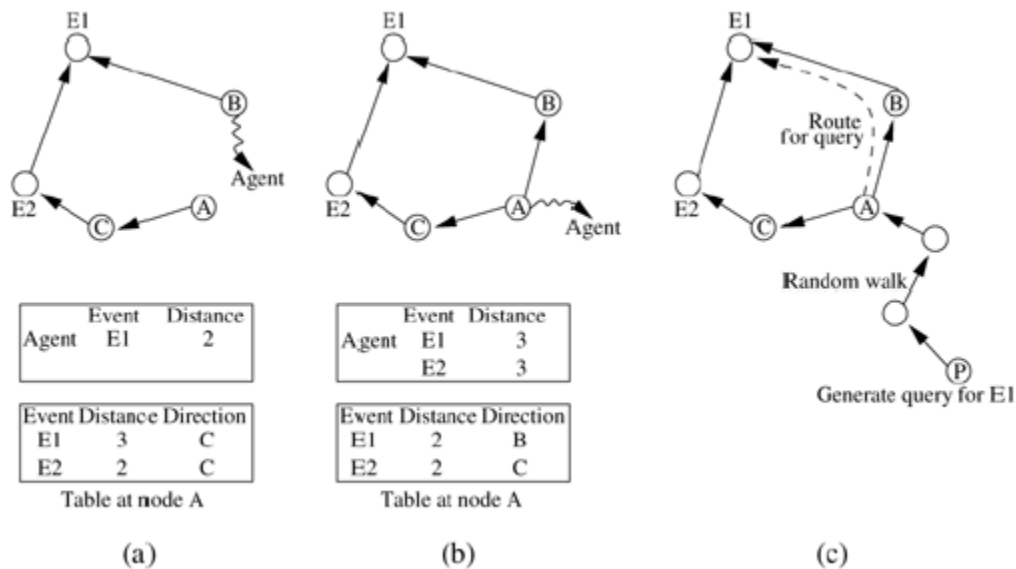 E1
B
Agent
A
E2
C
Event Distance
Agent E1 2
Event Distance Direction
E1 3 C
E2 2 C
Table at node A
(a)
E1
B
A
E2
C
Agent
Event Distance
Agent E1 3
E2 3
Event Distance Direction
E1 2 B
E2 2 C
Table at node A
(b)
E1
B
Route
for query
A
E2
C
Random walk
P
Generate query for E1
(c)